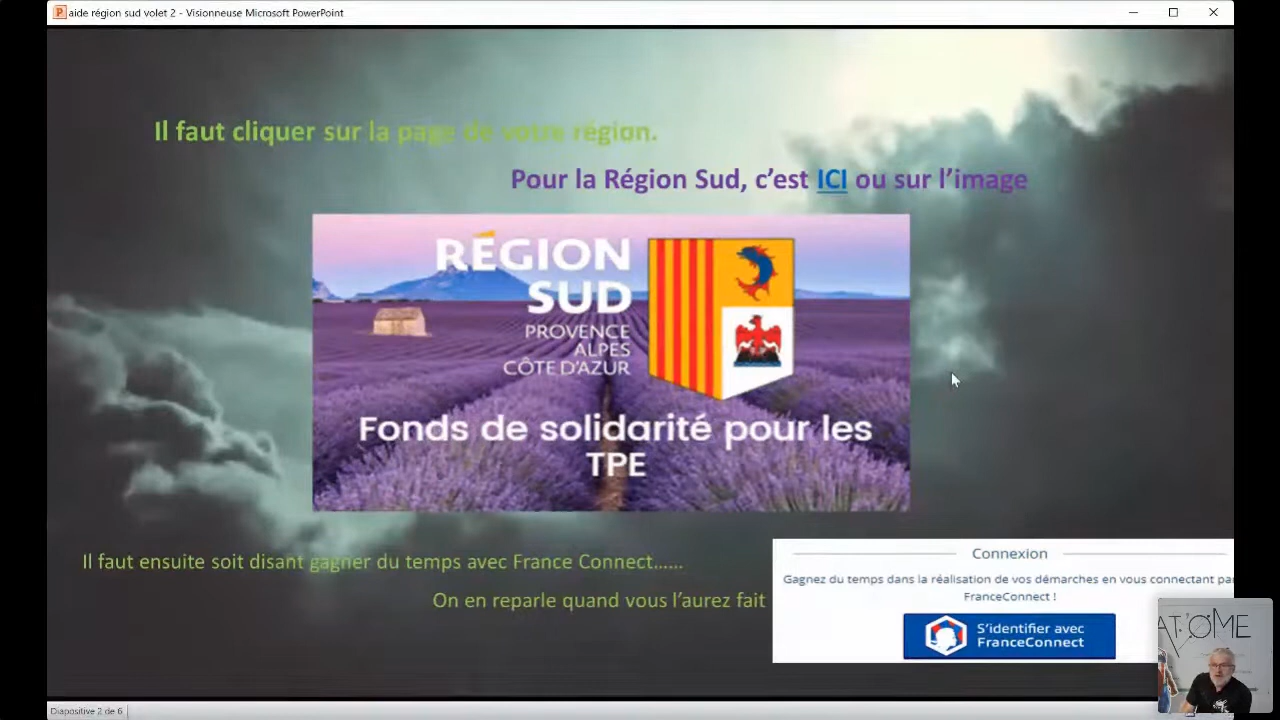 aide région sud volet 2 - Visionneuse Microsoft PowerPoint
Il faut cliquer sur la page de votre région.
Pour la Région Sud, c’est ICI ou sur l’image
RÉGION
SUD
PROVENCE
ALPES
CÔTE D'AZUR
Fonds de solidarité pour les
TPE
Il faut ensuite soit disant gagner du temps avec France Connect......
On en reparle quand vous l’aurez fait
Connexion
Gagnez du temps dans la réalisation de vos démarches en vous connectant par
FranceConnect !
S'identifier avec
FranceConnect
ATOME
Diapositive 2 de 6